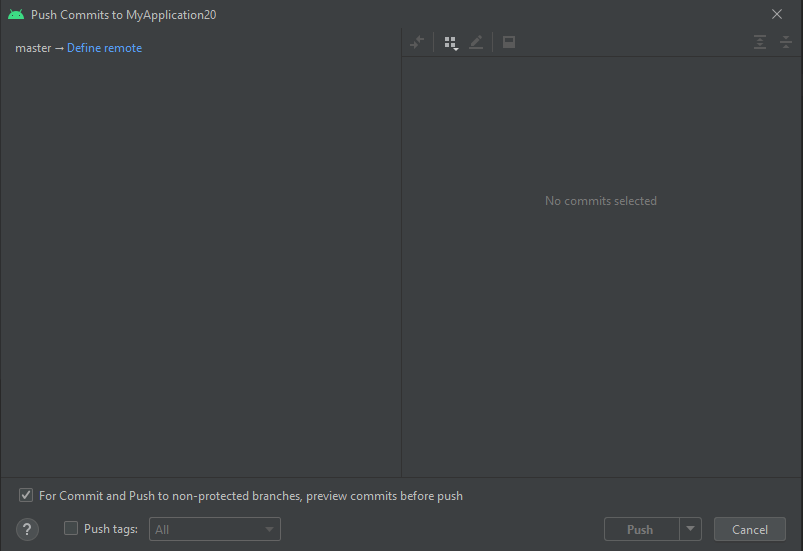 Push Commits to MyApplication20
master → Define remote
No commits selected
For Commit and Push to non-protected branches, preview commits before push
? Push tags: All Push Cancel